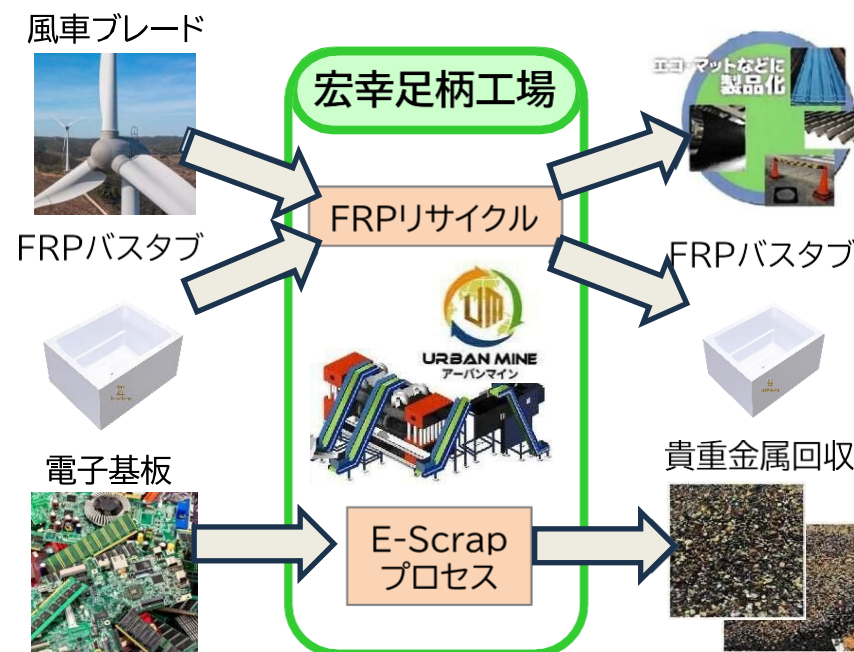 風車ブレード
宏幸足柄工場
エコ・マットなどに
製品化
FRPリサイクル
FRPバスタブ
FRPバスタブ
UM
URBAN MINE
アーバンマイン
電子基板
貴重金属回収
E-Scrap
プロセス